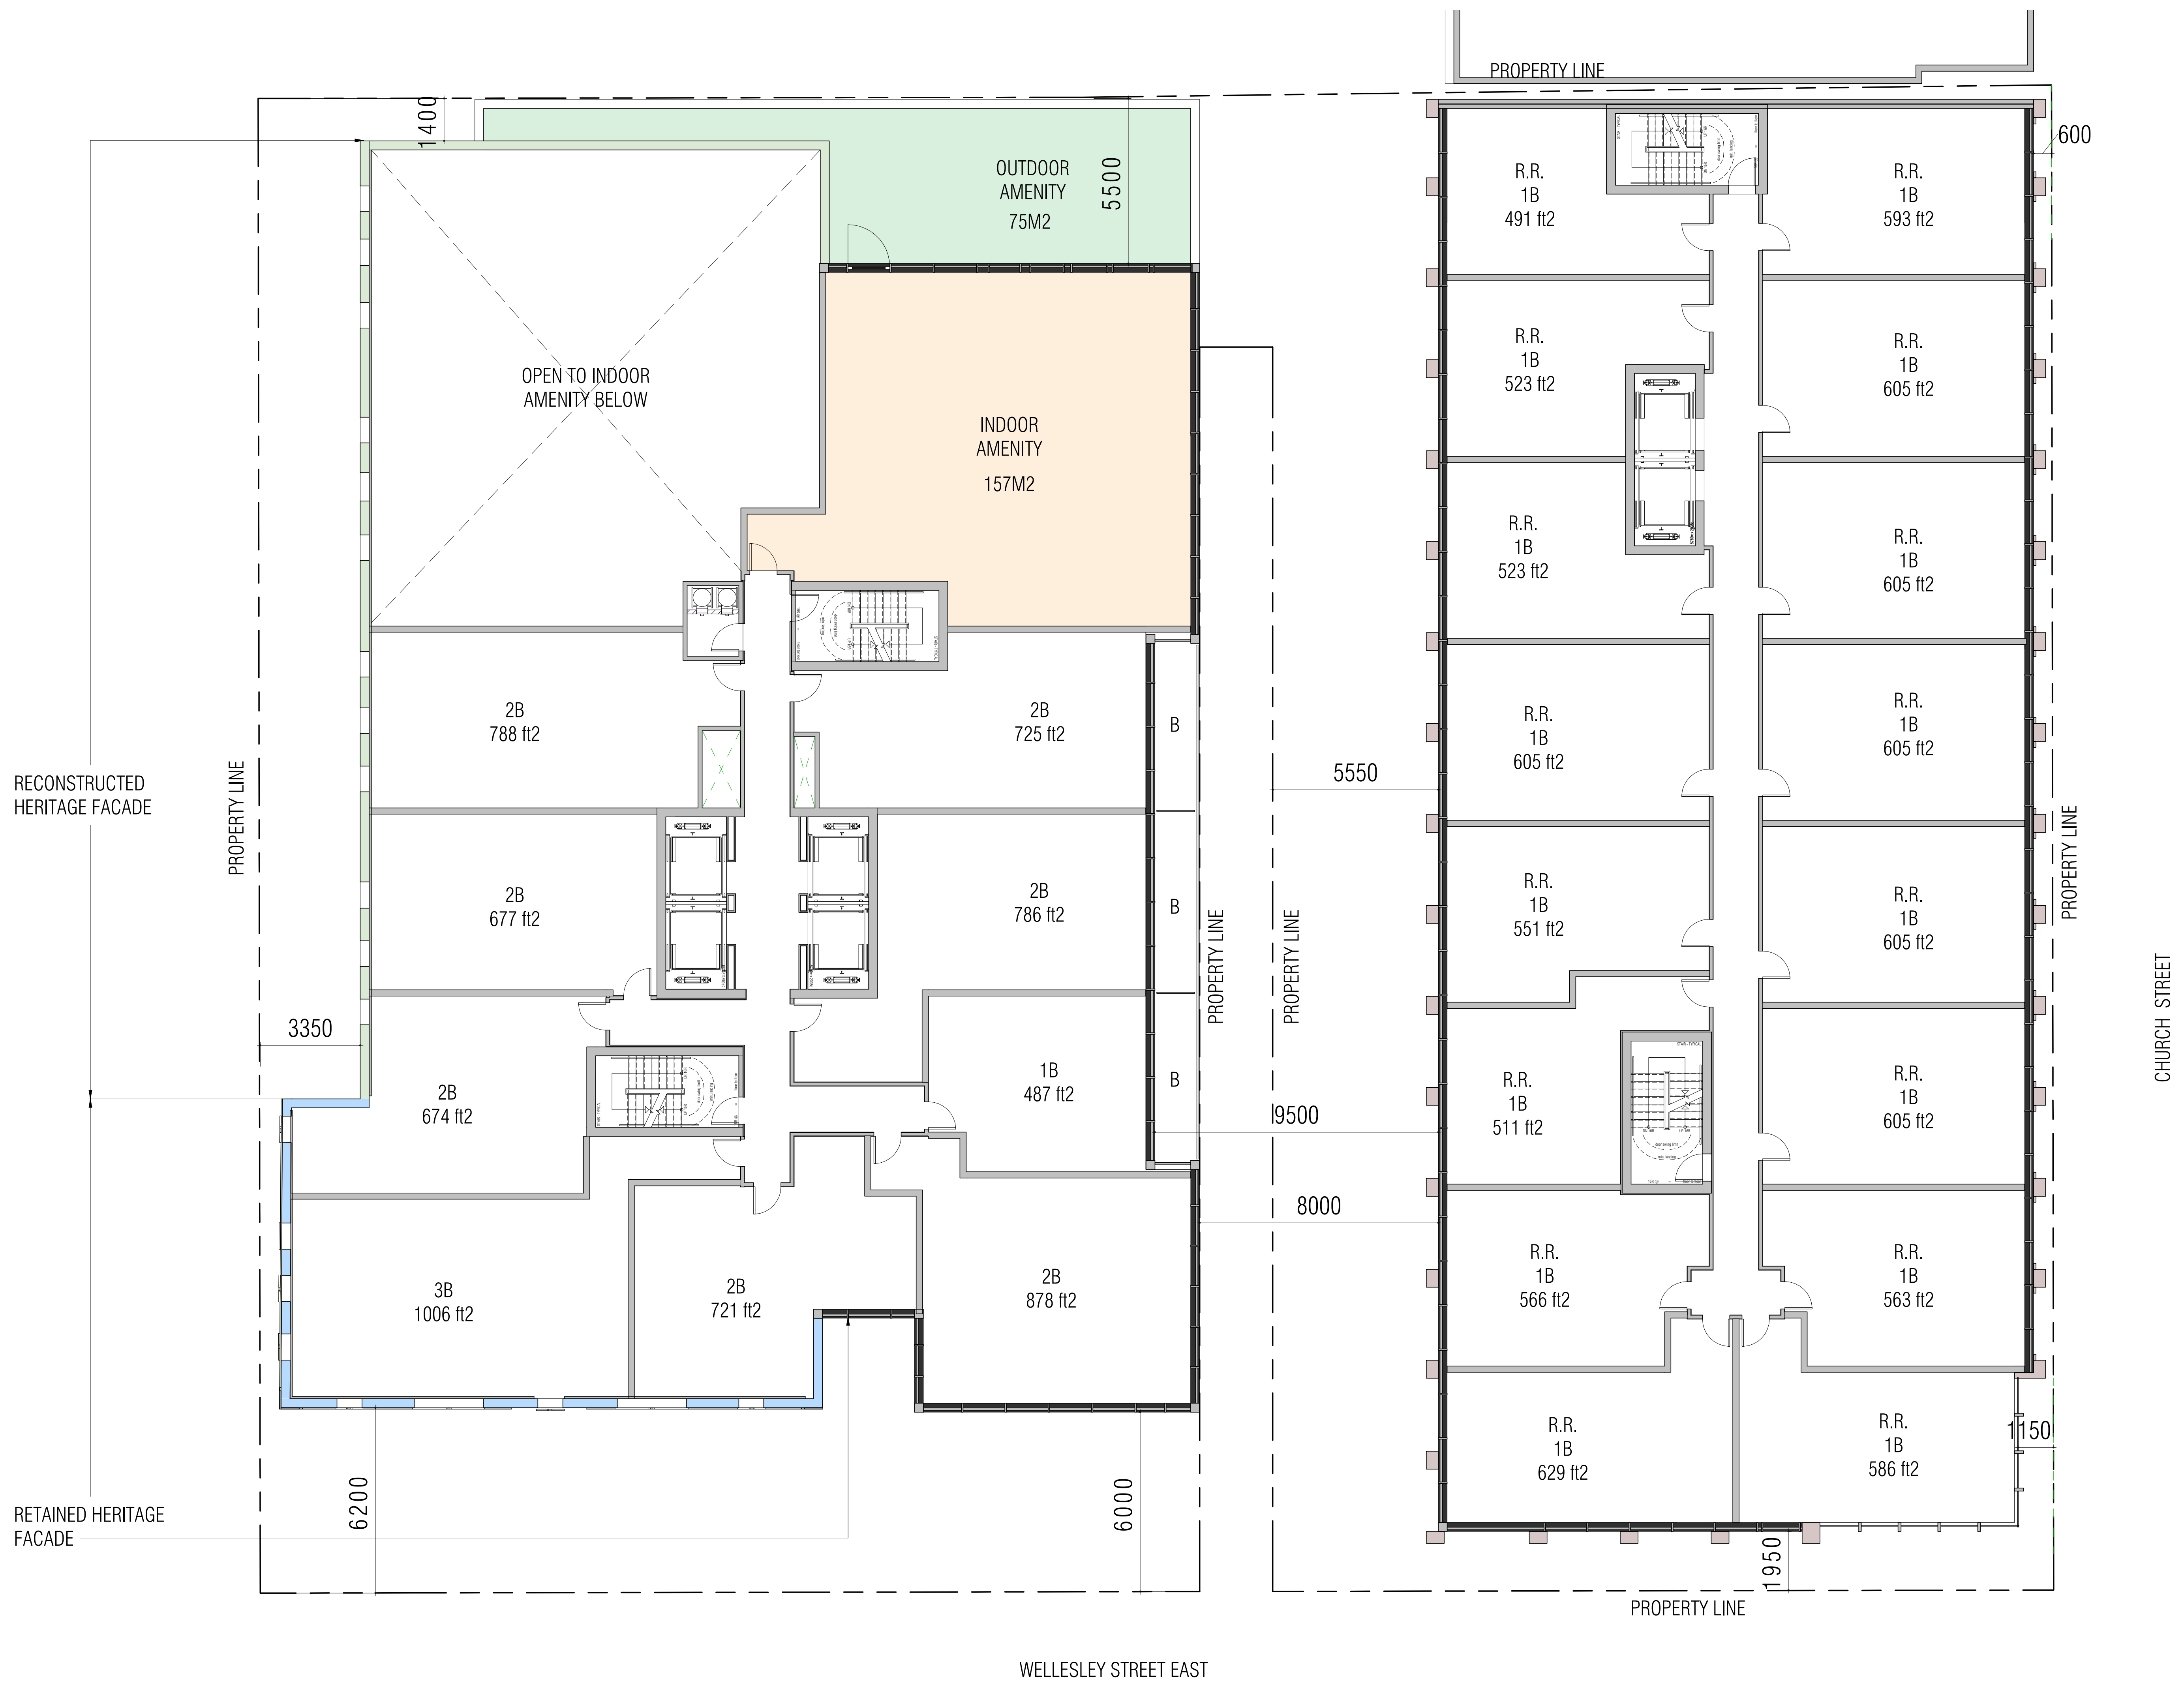 PROPERTY LINE
1400
OUTDOOR
AMENITY
75M2
5500
600
R.R.
1B
491 ft2
R.R.
1B
593 ft2
OPEN TO INDOOR
AMENITY BELOW
INDOOR
AMENITY
157M2
R.R.
1B
523 ft2
R.R.
1B
605 ft2
R.R.
1B
523 ft2
R.R.
1B
605 ft2
2B
788 ft2
2B
725 ft2
B
R.R.
1B
605 ft2
R.R.
1B
605 ft2
RECONSTRUCTED
HERITAGE FACADE
PROPERTY LINE
5550
2B
677 ft2
2B
786 ft2
B
PROPERTY LINE
PROPERTY LINE
R.R.
1B
551 ft2
R.R.
1B
605 ft2
PROPERTY LINE
CHURCH STREET
3350
2B
674 ft2
1B
487 ft2
B
9500
R.R.
1B
511 ft2
R.R.
1B
605 ft2
8000
3B
1006 ft2
2B
721 ft2
2B
878 ft2
R.R.
1B
566 ft2
R.R.
1B
563 ft2
R.R.
1B
629 ft2
R.R.
1B
586 ft2
1150
RETAINED HERITAGE
FACADE
6200
6000
1950
PROPERTY LINE
WELLESLEY STREET EAST